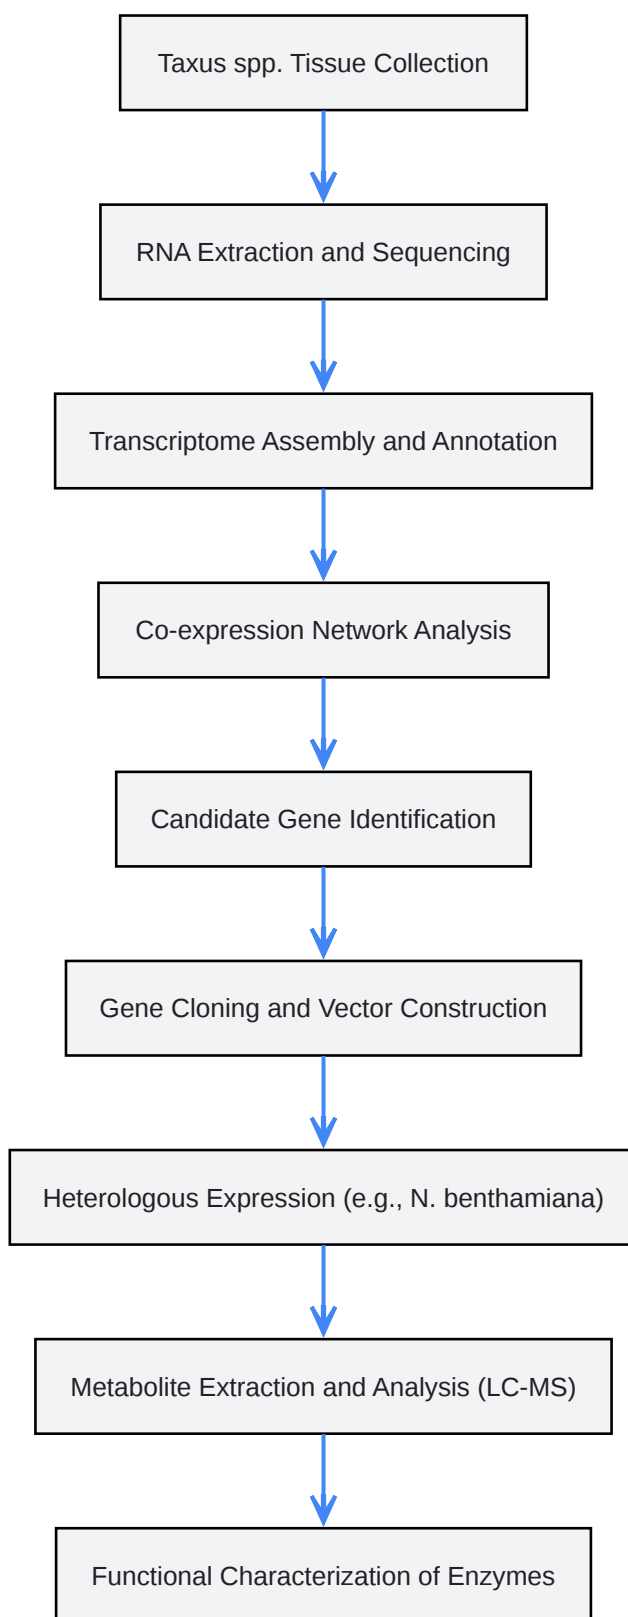 Taxus spp. Tissue Collection
RNA Extraction and Sequencing
Transcriptome Assembly and Annotation
Co-expression Network Analysis
Candidate Gene Identification
Gene Cloning and Vector Construction
Heterologous Expression (e.g., N. benthamiana)
Metabolite Extraction and Analysis (LC-MS)
Functional Characterization of Enzymes